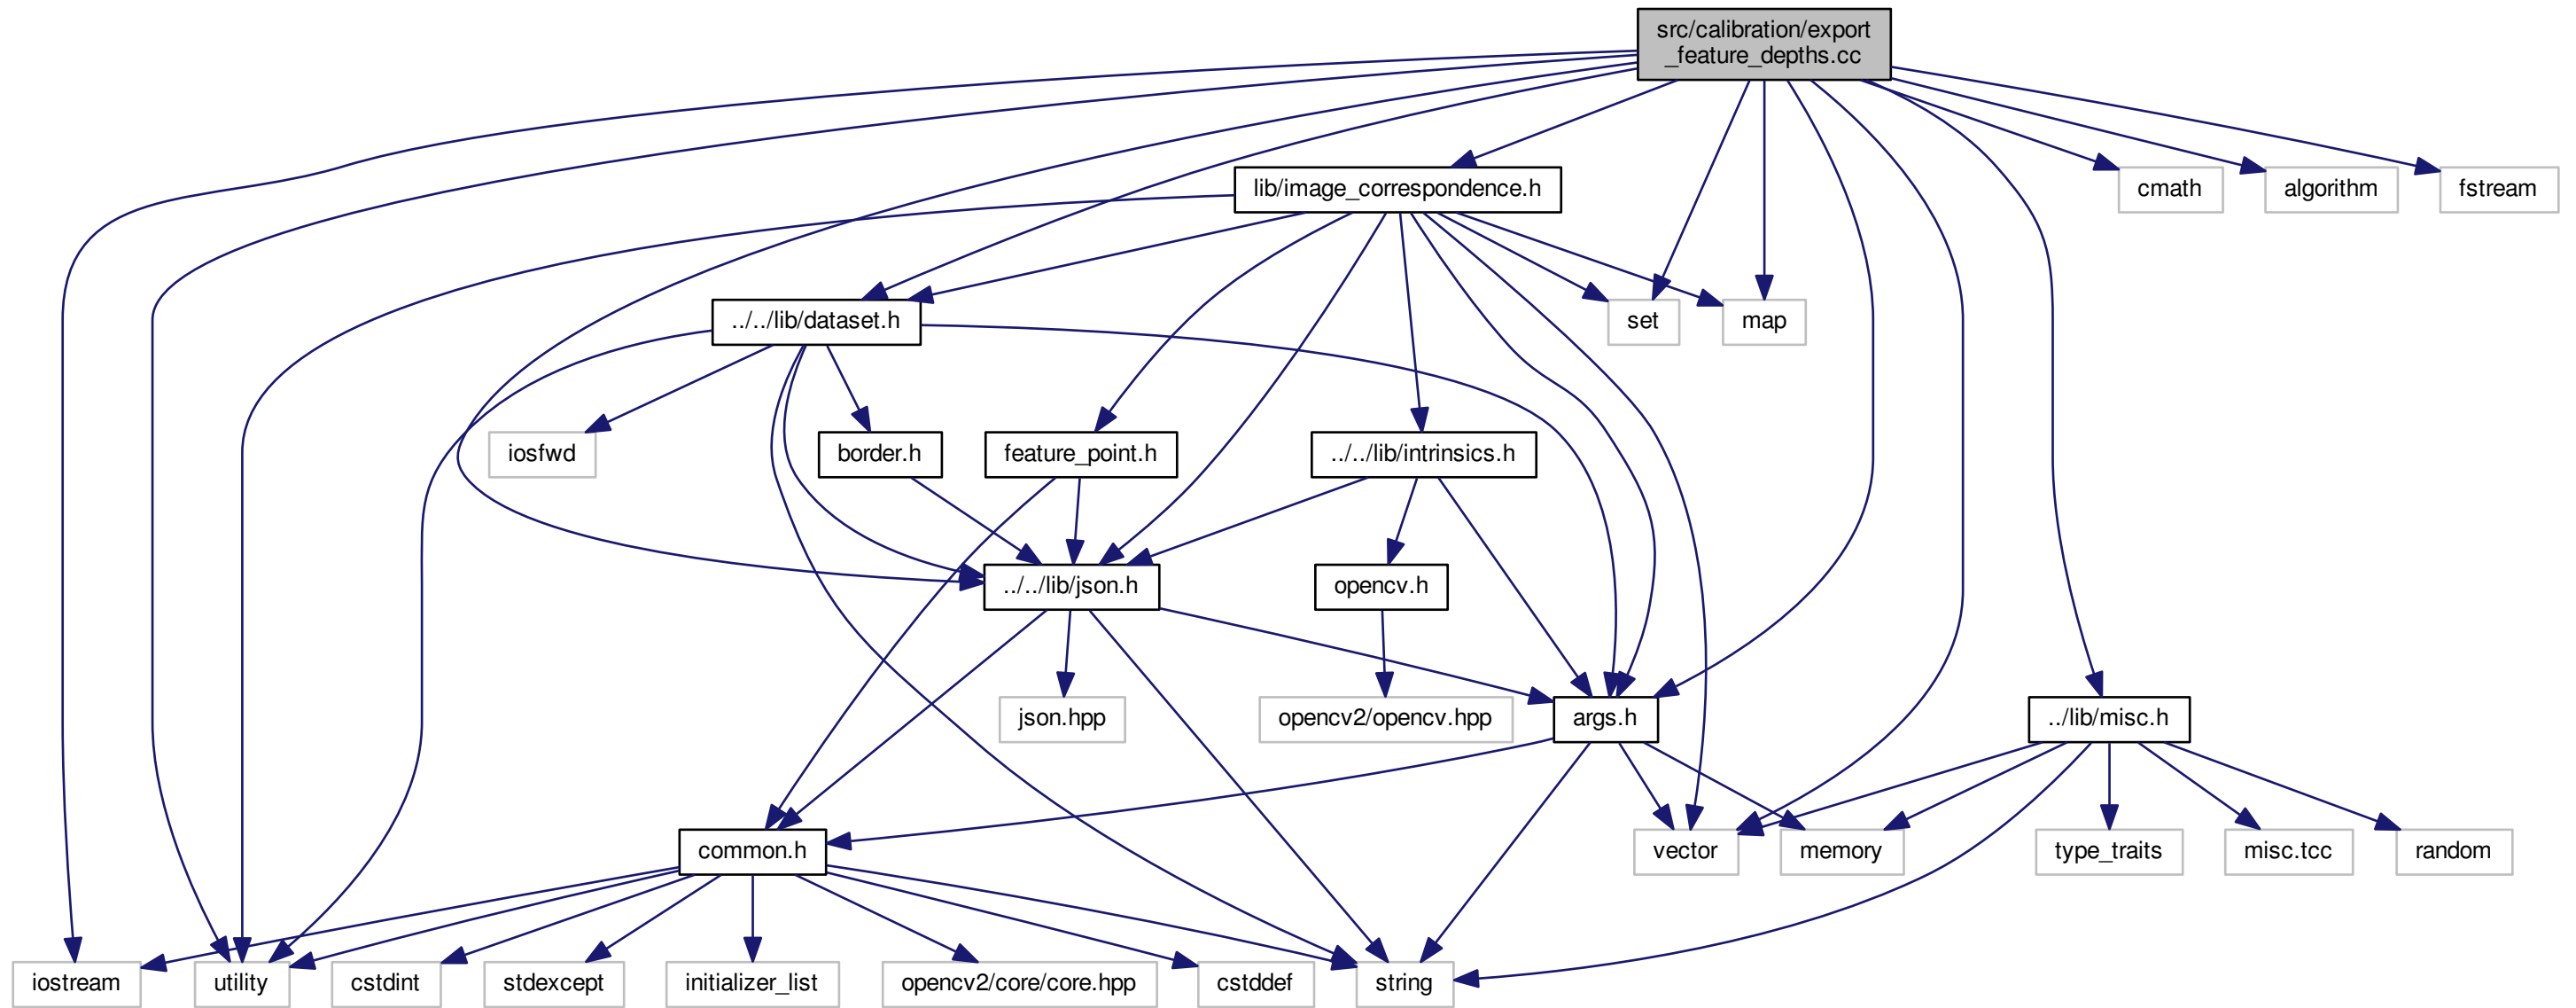 src/calibration/export
_feature_depths.cc
lib/image_correspondence.h
cmath
algorithm
fstream
../../lib/dataset.h
set
map
iosfwd
border.h
feature_point.h
../../lib/intrinsics.h
../../lib/json.h
opencv.h
json.hpp
opencv2/opencv.hpp
args.h
../lib/misc.h
common.h
vector
memory
type_traits
misc.tcc
random
iostream
utility
cstdint
stdexcept
initializer_list
opencv2/core/core.hpp
cstddef
string